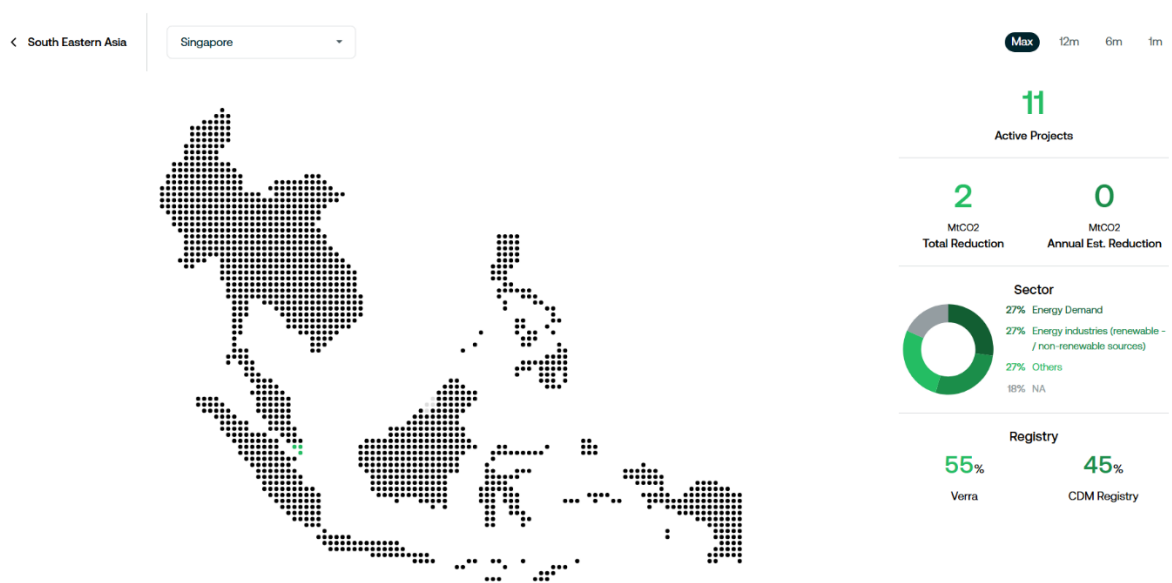 South Eastern Asia
Singapore
Max 12m 6m 1m
11
Active Projects
2
MtCO2
Total Reduction
0
MtCO2
Annual Est. Reduction
Sector
27% Energy Demand
27% Energy industries (renewable -
/ non-renewable sources)
27% Others
18% NA
Registry
55%
Verra
45%
CDM Registry